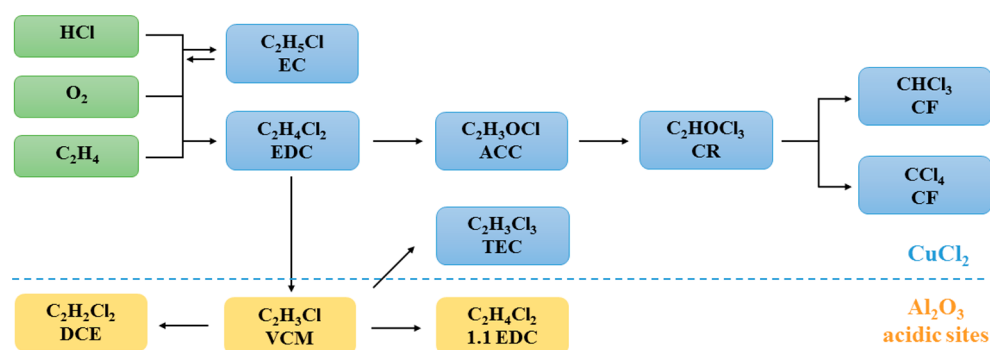 HCl
O₂
C₂H₄
C₂H₅Cl
EC
C₂H₄Cl₂
EDC
C₂H₃OCl
ACC
C₂HOCl₃
CR
CHCl₃
CF
CCl₄
CF
C₂H₃Cl₃
TEC
CuCl₂
C₂H₂Cl₂
DCE
C₂H₃Cl
VCM
C₂H₄Cl₂
1.1 EDC
Al₂O₃
acidic sites